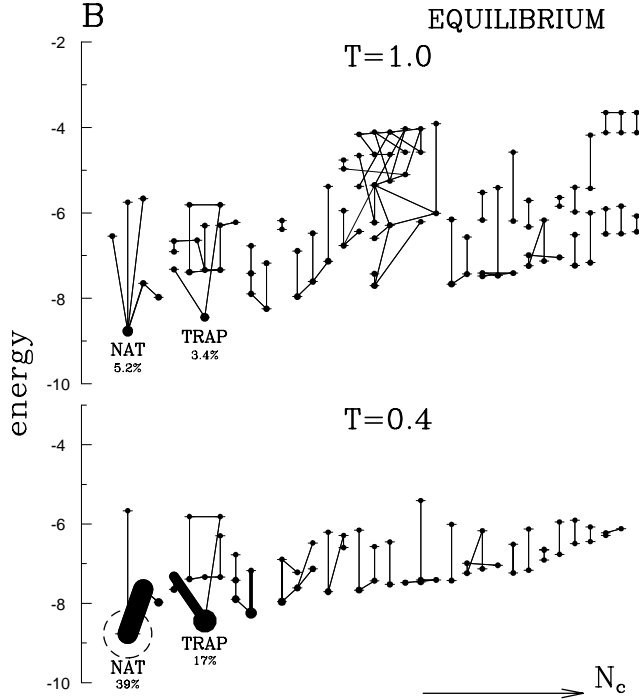 B
EQUILIBRIUM
T=1.0
-2
-4
-6
-8
-10
NAT
5.2%
TRAP
3.4%
energy
T=0.4
-4
-6
-8
-10
NAT
39%
TRAP
17%
N_c